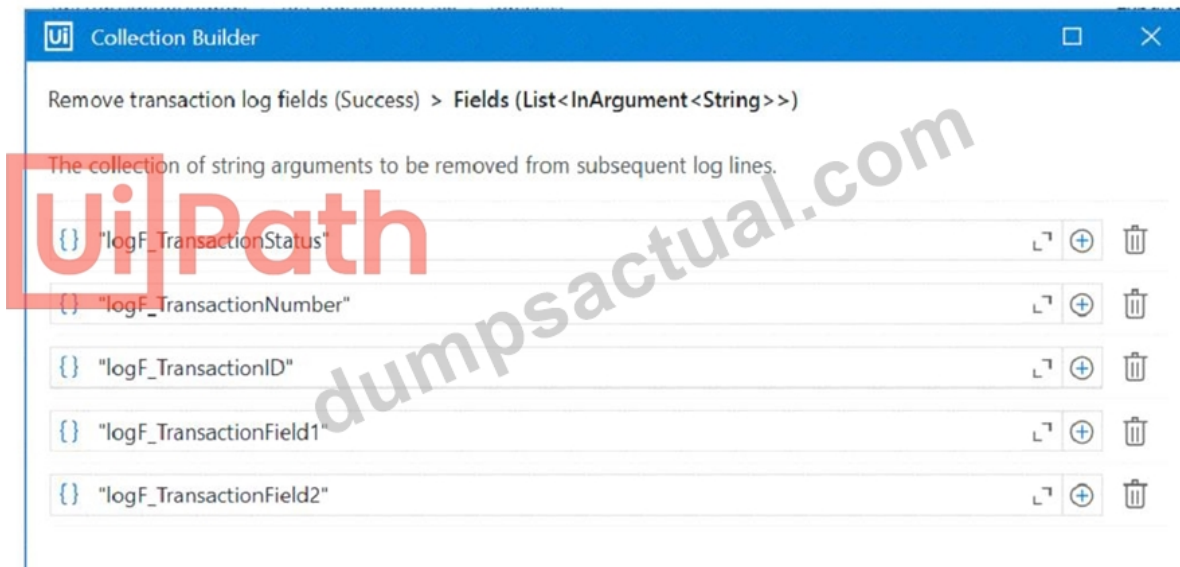 Ui Collection Builder
Remove transaction log fields (Success) > Fields (List<InArgument<String>>)
The collection of string arguments to be removed from subsequent log lines.
{} "logF_TransactionStatus"
{} "logF_TransactionNumber"
{} "logF_TransactionID"
{} "logF_TransactionField1"
{} "logF_TransactionField2"
UiPath
dumpsactual.com